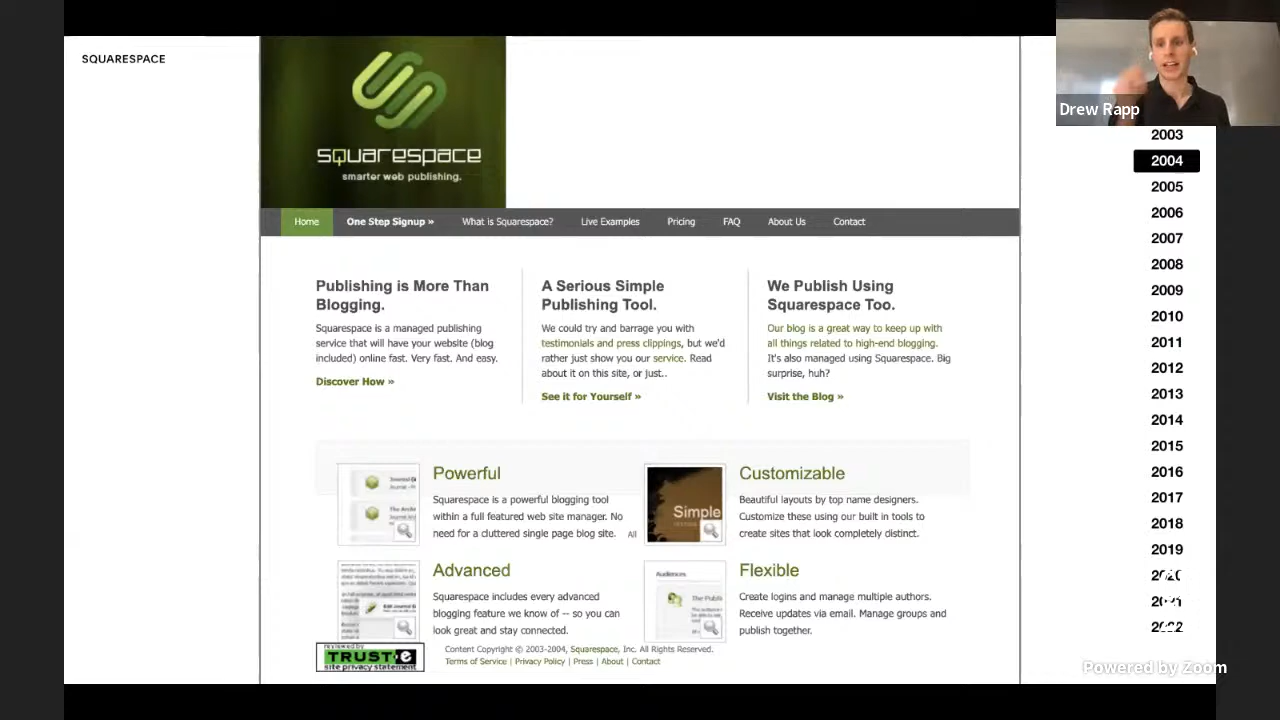 SQUARESPACE
squarespace
smarter web publishing.
Drew Rapp
Home One Step Signup » What is Squarespace? Live Examples Pricing FAQ About Us Contact
Publishing is More Than
Blogging.
Squarespace is a managed publishing
service that will have your website (blog
included) online fast. Very fast. And easy.
Discover How »
A Serious Simple
Publishing Tool.
We could try and barrage you with
testimonials and press clippings, but we'd
rather just show you our service. Read
about it on this site, or just..
See it for Yourself »
We Publish Using
Squarespace Too.
Our blog is a great way to keep up with
all things related to high-end blogging.
It's also managed using Squarespace. Big
surprise, huh?
Visit the Blog »
Powerful
Squarespace is a powerful blogging tool
within a full featured web site manager. No
need for a cluttered single page blog site.
All
Simple
Customizable
Beautiful layouts by top name designers.
Customize these using our built in tools to
create sites that look completely distinct.
Advanced
Squarespace includes every advanced
blogging feature we know of -- so you can
look great and stay connected.
Audiences
Flexible
Create logins and manage multiple authors.
Receive updates via email. Manage groups and
publish together.
reviewed by
TRUST-e
site privacy statement
Content Copyright © 2003-2004, Squarespace, Inc. All Rights Reserved.
Terms of Service | Privacy Policy | Press | About | Contact
2003
2004
2005
2006
2007
2008
2009
2010
2011
2012
2013
2014
2015
2016
2017
2018
2019
Powered by Zoom